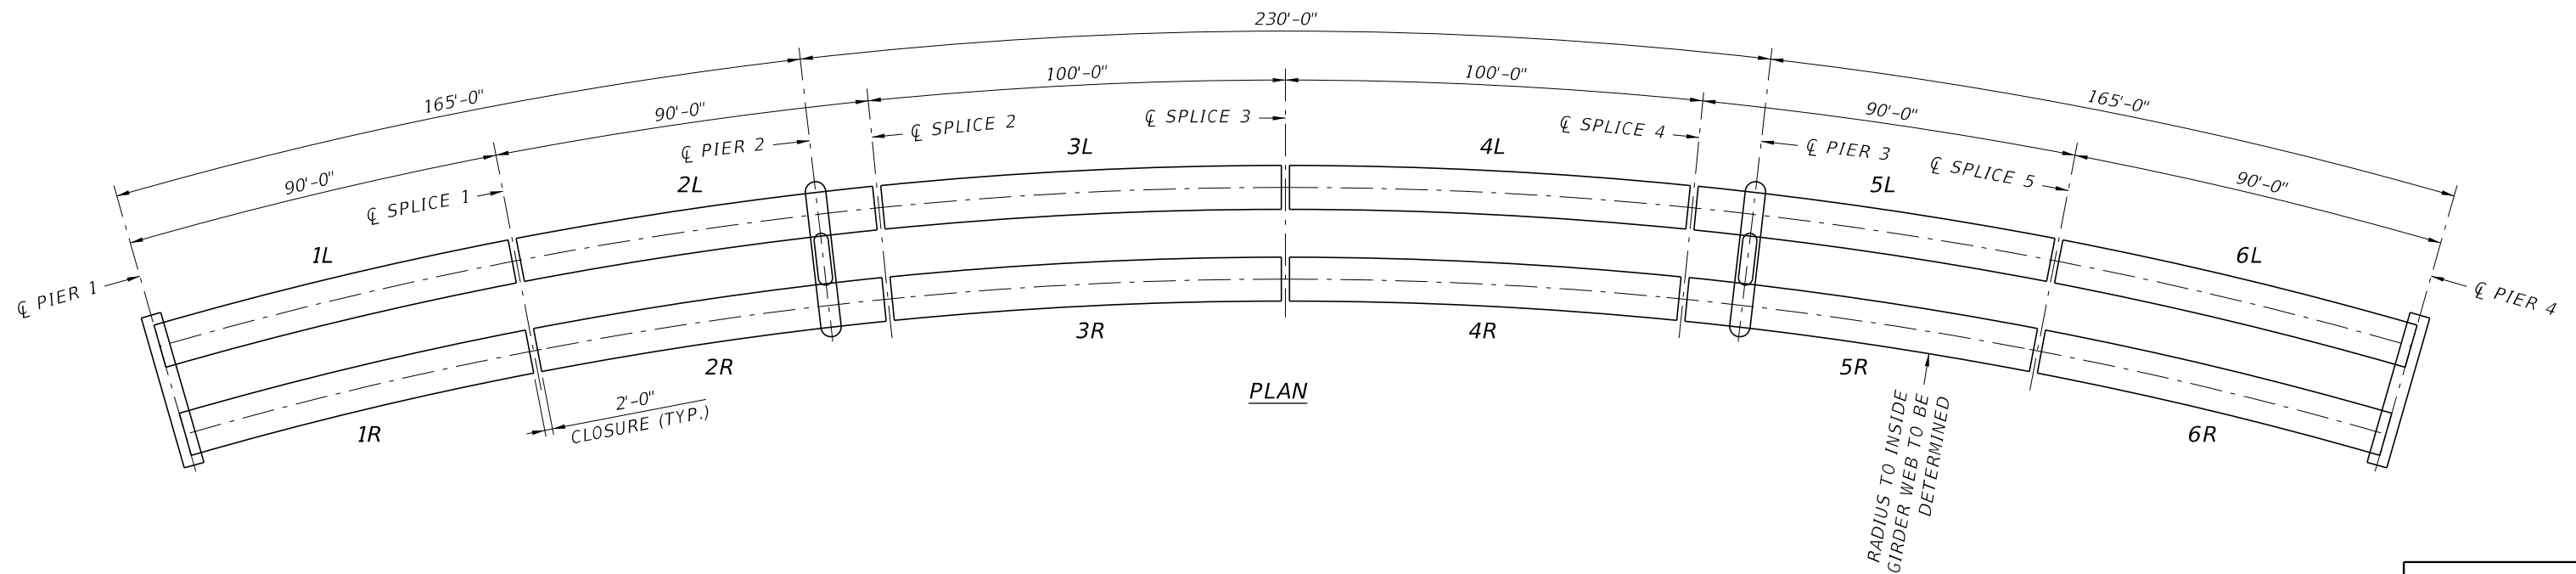 230'-0"
165'-0"
165'-0"
100'-0"
100'-0"
90'-0"
90'-0"
90'-0"
90'-0"
℄ PIER 1
℄ SPLICE 1
℄ PIER 2
℄ SPLICE 2
℄ SPLICE 3
℄ SPLICE 4
℄ PIER 3
℄ SPLICE 5
℄ PIER 4
1L
2L
3L
4L
5L
6L
1R
2R
3R
4R
5R
6R
2'-0"
CLOSURE (TYP.)
PLAN
RADIUS TO INSIDE
GIRDER WEB TO BE
DETERMINED